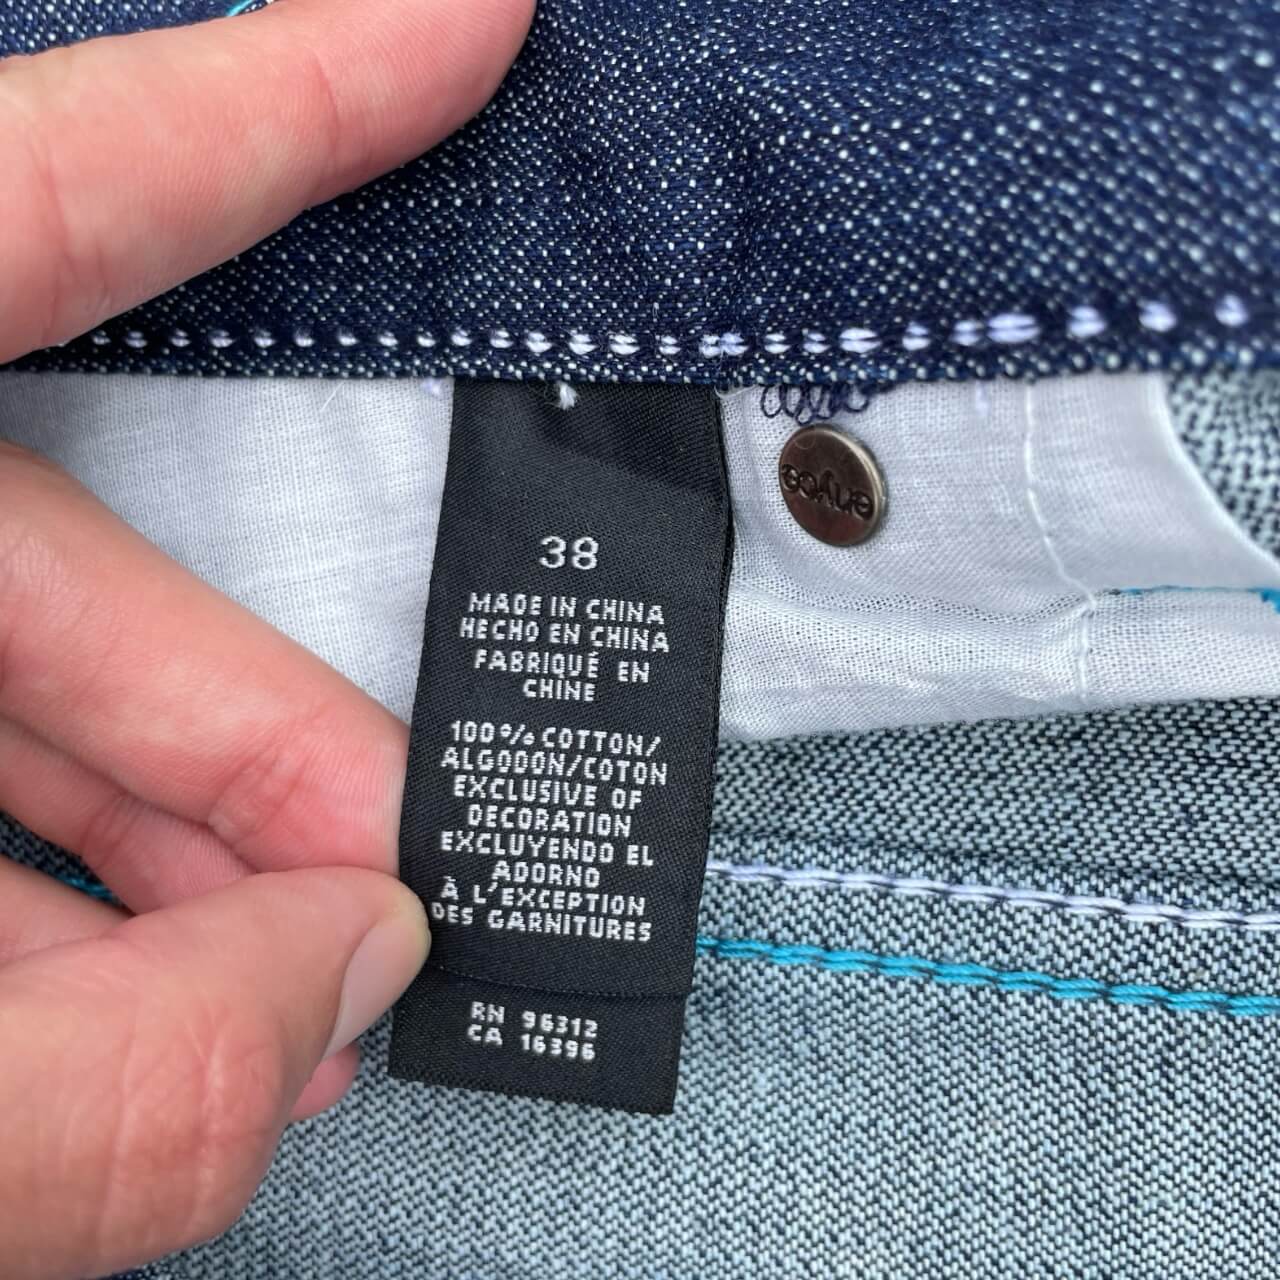 38
MADE IN CHINA
HECHO EN CHINA
FABRIQUÉ EN
CHINE
100% COTTON/
ALGODON/COTON
EXCLUSIVE OF
DECORATION
EXCLUYENDO EL
ADORNO
À L'EXCEPTION
DES GARNITURES
RN 96312
CA 16396
enyce